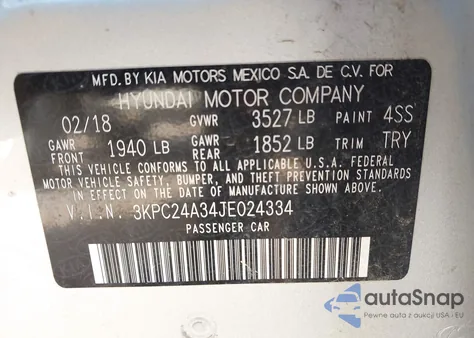 MFD. BY KIA MOTORS MEXICO S.A. DE C.V. FOR
HYUNDAI MOTOR COMPANY
02/18 GVWR 3527 LB PAINT 4SS
GAWR FRONT 1940 LB GAWR REAR 1852 LB TRIM TRY
THIS VEHICLE CONFORMS TO ALL APPLICABLE U.S.A. FEDERAL
MOTOR VEHICLE SAFETY, BUMPER, AND THEFT PREVENTION STANDARDS
IN EFFECT ON THE DATE OF MANUFACTURE SHOWN ABOVE.
V.I.N. 3KPC24A34JE024334
PASSENGER CAR
autoSnap
Pewne auta z aukcji USA i EU